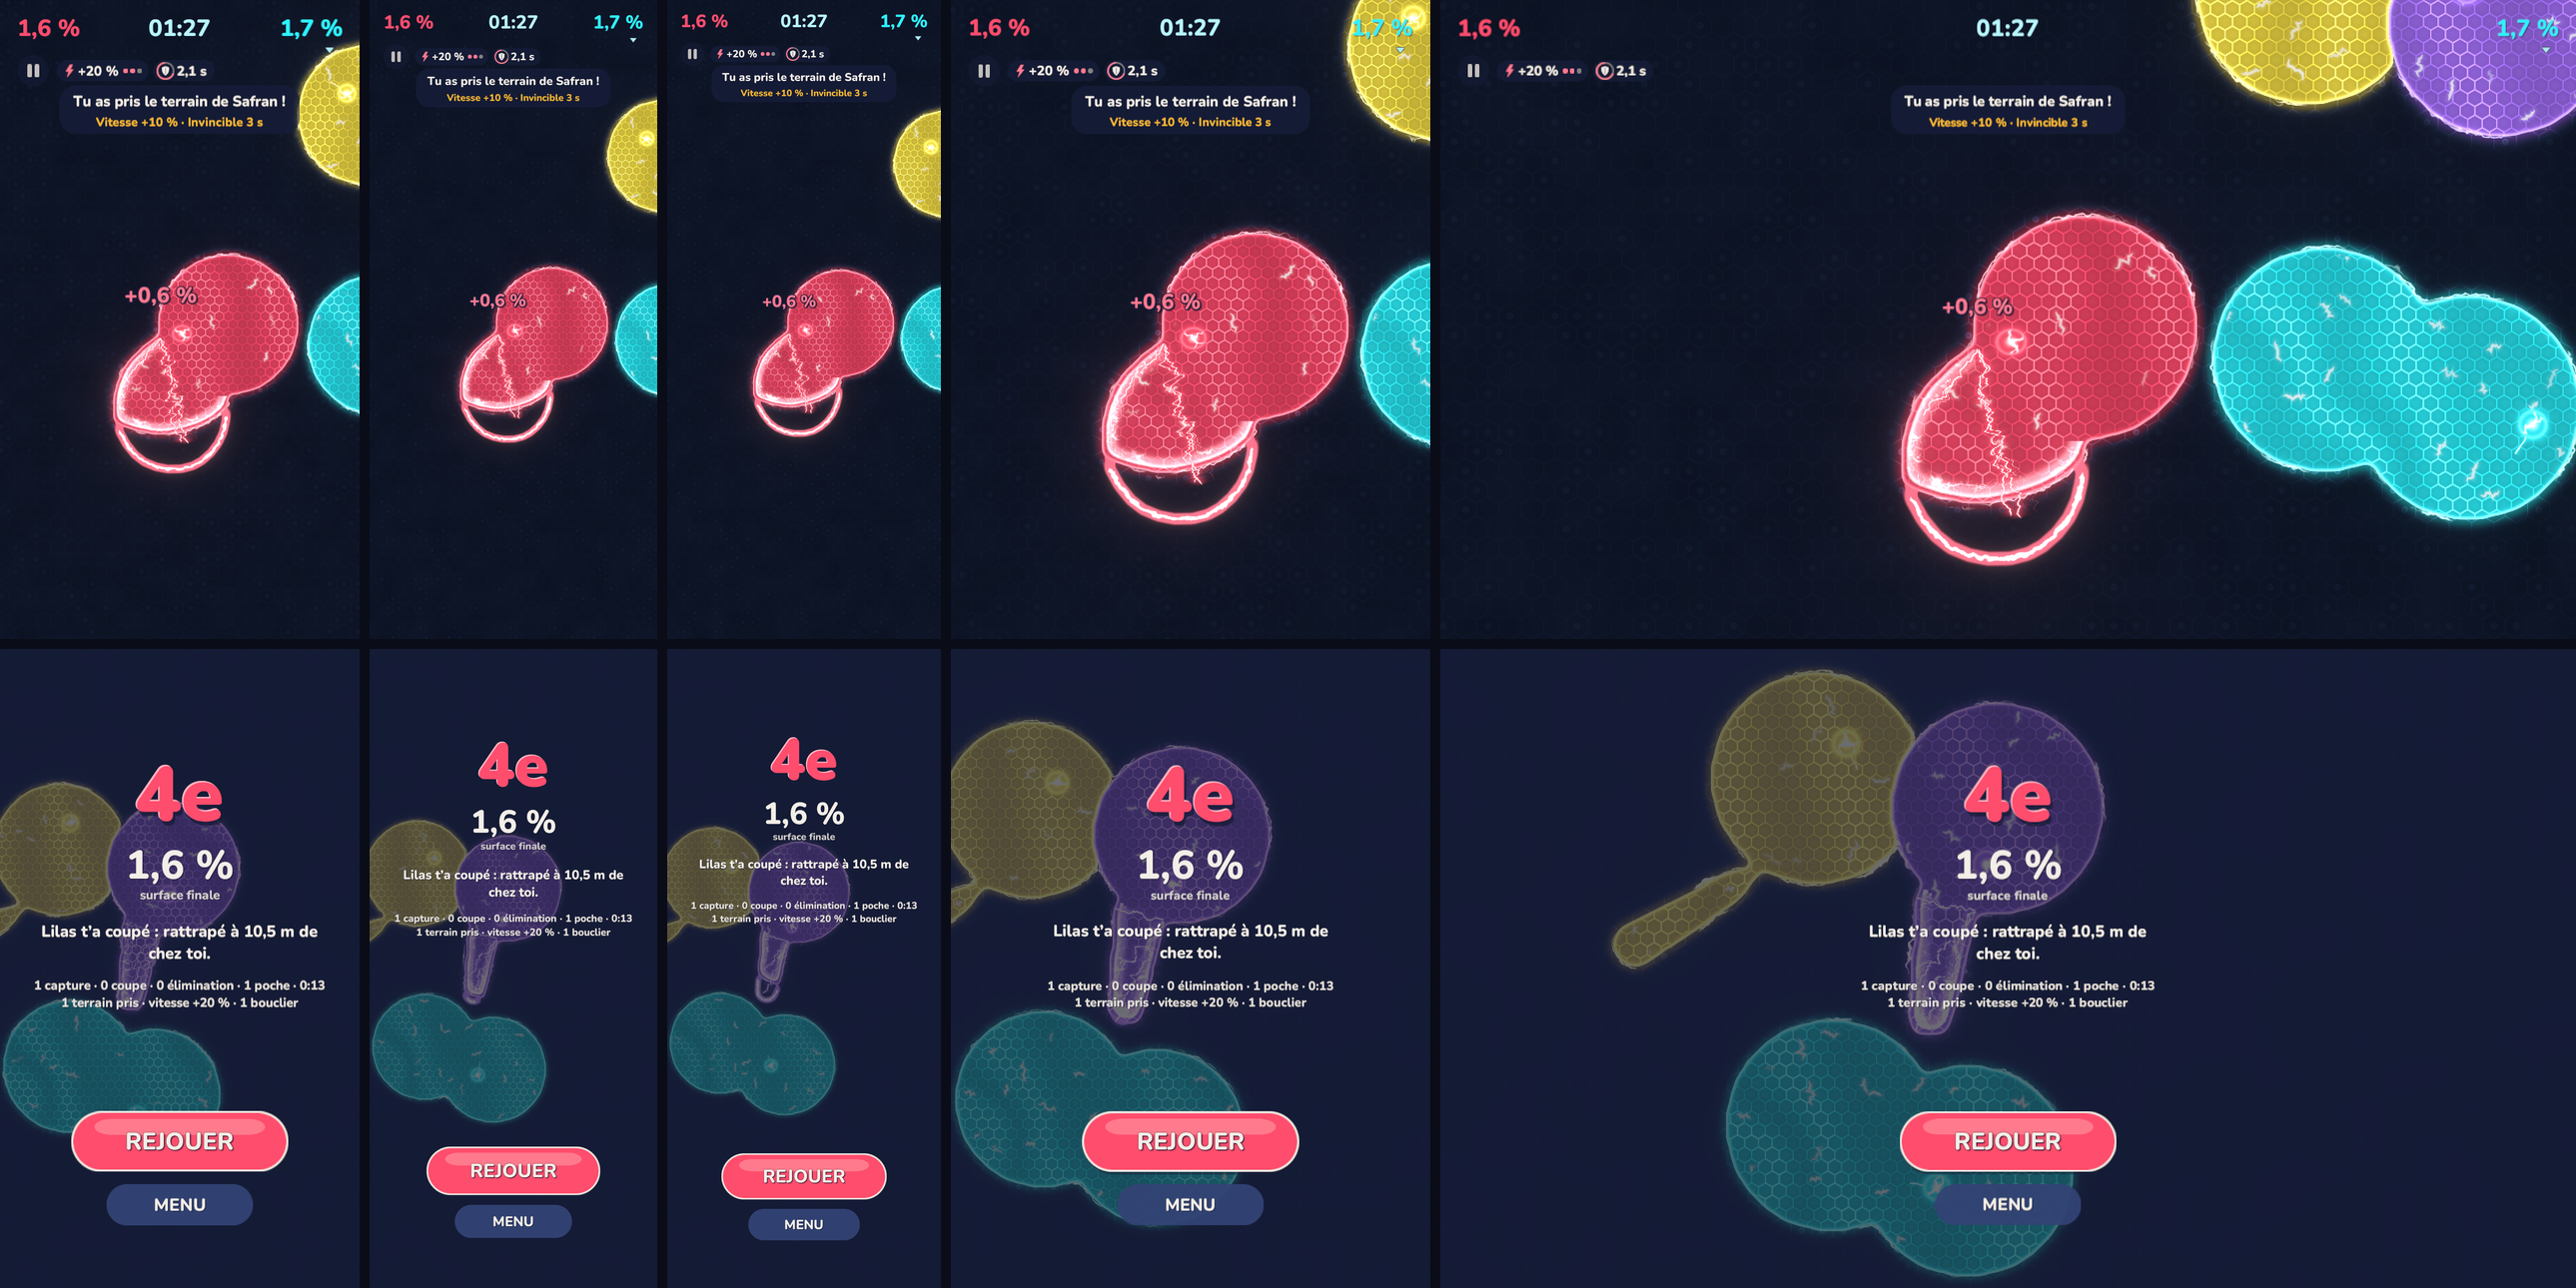 1,6 %
01:27
1,7 %
+20 %
2,1 s
Tu as pris le terrain de Safran !
Vitesse +10 % · Invincible 3 s
+0,6 %
1,6 %
01:27
1,7 %
+20 %
2,1 s
Tu as pris le terrain de Safran !
Vitesse +10 % · Invincible 3 s
+0,6 %
1,6 %
01:27
1,7 %
+20 %
2,1 s
Tu as pris le terrain de Safran !
Vitesse +10 % · Invincible 3 s
+0,6 %
1,6 %
01:27
1,7 %
+20 %
2,1 s
Tu as pris le terrain de Safran !
Vitesse +10 % · Invincible 3 s
+0,6 %
1,6 %
01:27
1,7 %
+20 %
2,1 s
Tu as pris le terrain de Safran !
Vitesse +10 % · Invincible 3 s
+0,6 %
4e
1,6 %
surface finale
Lilas t'a coupé : rattrapé à 10,5 m de
chez toi.
1 capture · 0 coupe · 0 élimination · 1 poche · 0:13
1 terrain pris · vitesse +20 % · 1 bouclier
REJOUER
MENU
4e
1,6 %
surface finale
Lilas t'a coupé : rattrapé à 10,5 m de
chez toi.
1 capture · 0 coupe · 0 élimination · 1 poche · 0:13
1 terrain pris · vitesse +20 % · 1 bouclier
REJOUER
MENU
4e
1,6 %
surface finale
Lilas t'a coupé : rattrapé à 10,5 m de
chez toi.
1 capture · 0 coupe · 0 élimination · 1 poche · 0:13
1 terrain pris · vitesse +20 % · 1 bouclier
REJOUER
MENU
4e
1,6 %
surface finale
Lilas t'a coupé : rattrapé à 10,5 m de
chez toi.
1 capture · 0 coupe · 0 élimination · 1 poche · 0:13
1 terrain pris · vitesse +20 % · 1 bouclier
REJOUER
MENU
4e
1,6 %
surface finale
Lilas t'a coupé : rattrapé à 10,5 m de
chez toi.
1 capture · 0 coupe · 0 élimination · 1 poche · 0:13
1 terrain pris · vitesse +20 % · 1 bouclier
REJOUER
MENU